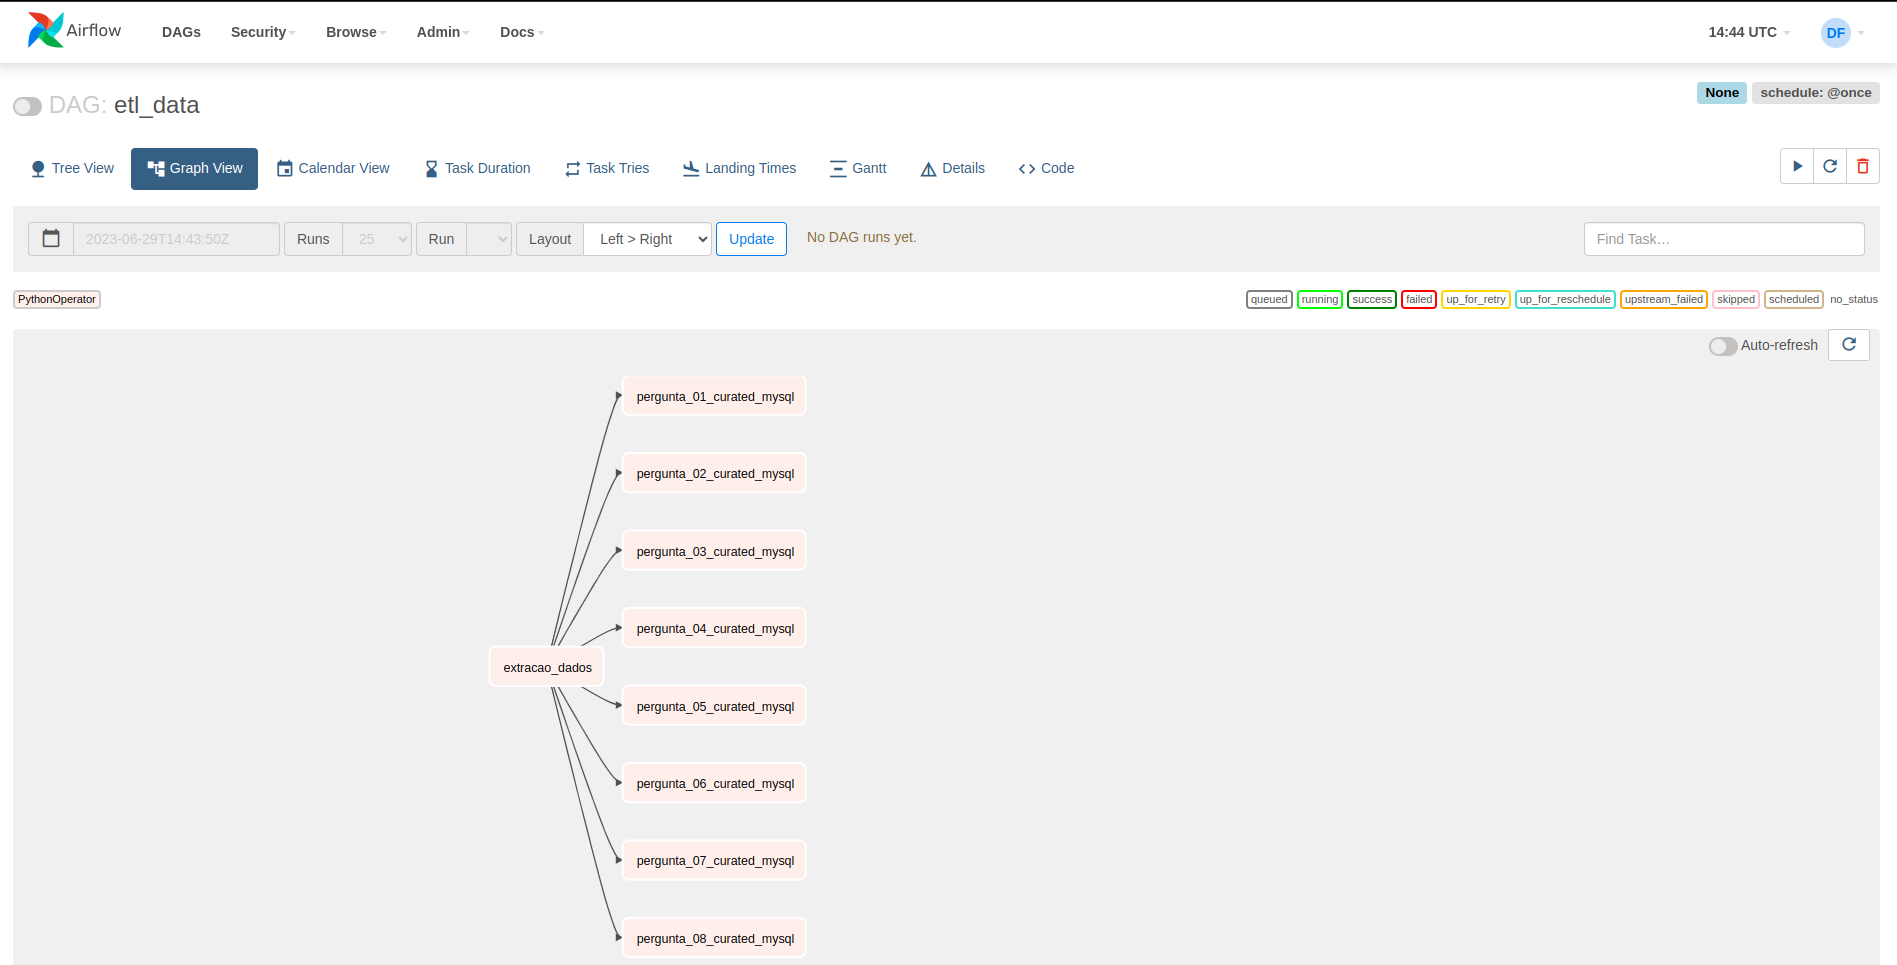 Airflow DAGs Security Browse Admin Docs 14:44 UTC DF
DAG: etl_data None schedule: @once
Tree View Graph View Calendar View Task Duration Task Tries Landing Times Gantt Details Code
2023-06-29T14:43:50Z Runs 25 Run Layout Left > Right Update No DAG runs yet. Find Task…
PythonOperator queued running success failed up_for_retry up_for_reschedule upstream_failed skipped scheduled no_status
Auto-refresh
pergunta_01_curated_mysql
pergunta_02_curated_mysql
pergunta_03_curated_mysql
pergunta_04_curated_mysql
extracao_dados
pergunta_05_curated_mysql
pergunta_06_curated_mysql
pergunta_07_curated_mysql
pergunta_08_curated_mysql